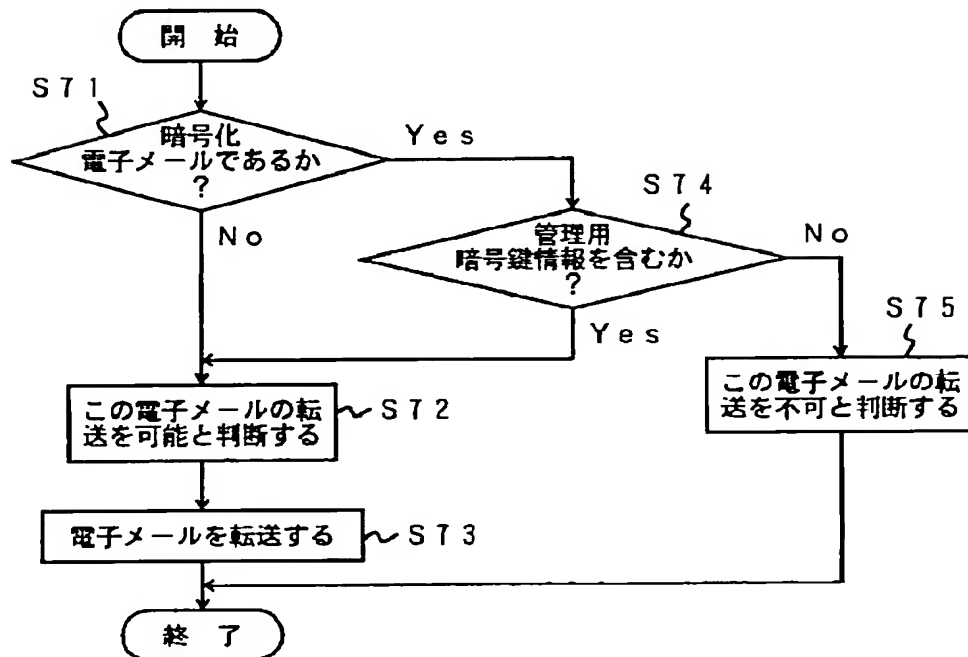 開 始
S71
暗号化
電子メールであるか
?
Yes
No
S74
管理用
暗号鍵情報を含むか
?
No
Yes
S75
この電子メールの転
送を不可と判断する
この電子メールの転
送を可能と判断する
S72
電子メールを転送する
S73
終 了